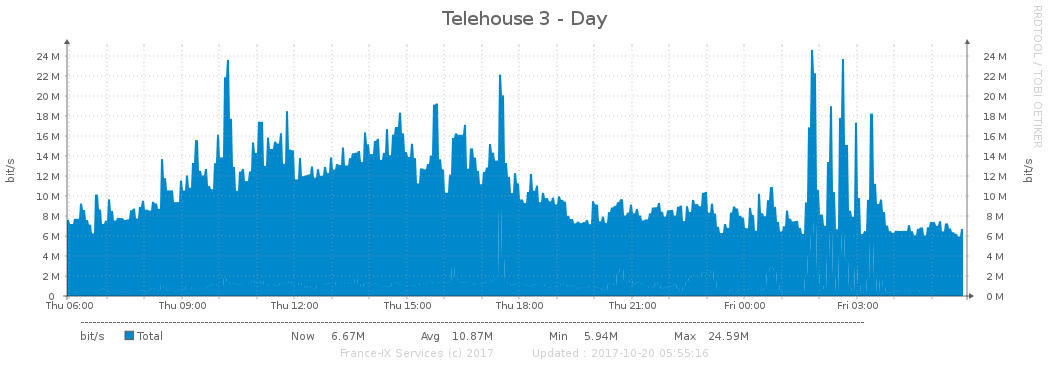 Telehouse 3 - Day
RRDTOOL / TOBI OETIKER
bit/s
24 M 24 M
22 M 22 M
20 M 20 M
18 M 18 M
16 M 16 M
14 M 14 M
12 M 12 M
10 M 10 M
8 M 8 M
6 M 6 M
4 M 4 M
2 M 2 M
0 0 M
bit/s
Thu 06:00 Thu 09:00 Thu 12:00 Thu 15:00 Thu 18:00 Thu 21:00 Fri 00:00 Fri 03:00
bit/s Total Now 6.67M Avg 10.87M Min 5.94M Max 24.59M
France-IX Services (c) 2017 Updated : 2017-10-20 05:55:16